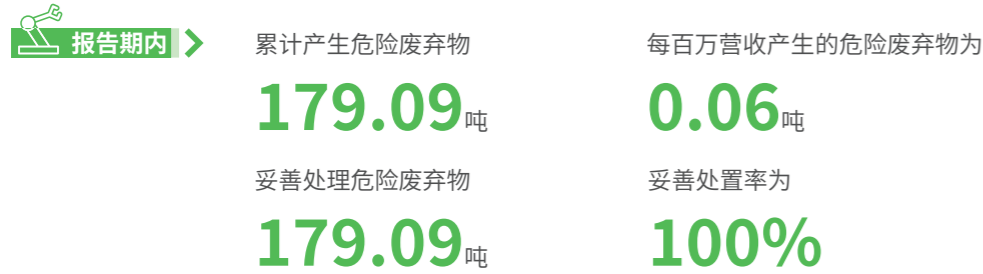 报告期内
累计产生危险废弃物
179.09吨
每百万营收产生的危险废弃物为
0.06吨
妥善处理危险废弃物
179.09吨
妥善处置率为
100%